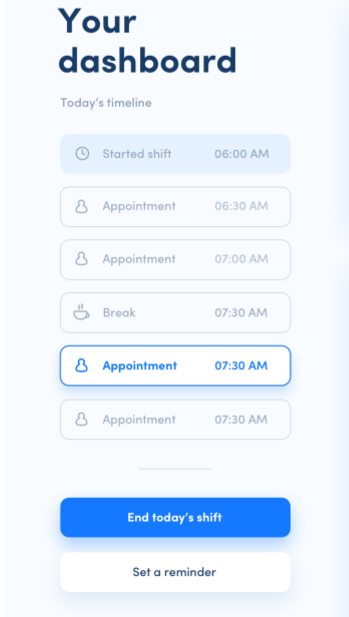 Your
dashboard
Today's timeline
Started shift 06:00 AM
Appointment 06:30 AM
Appointment 07:00 AM
Break 07:30 AM
Appointment 07:30 AM
Appointment 07:30 AM
End today's shift
Set a reminder